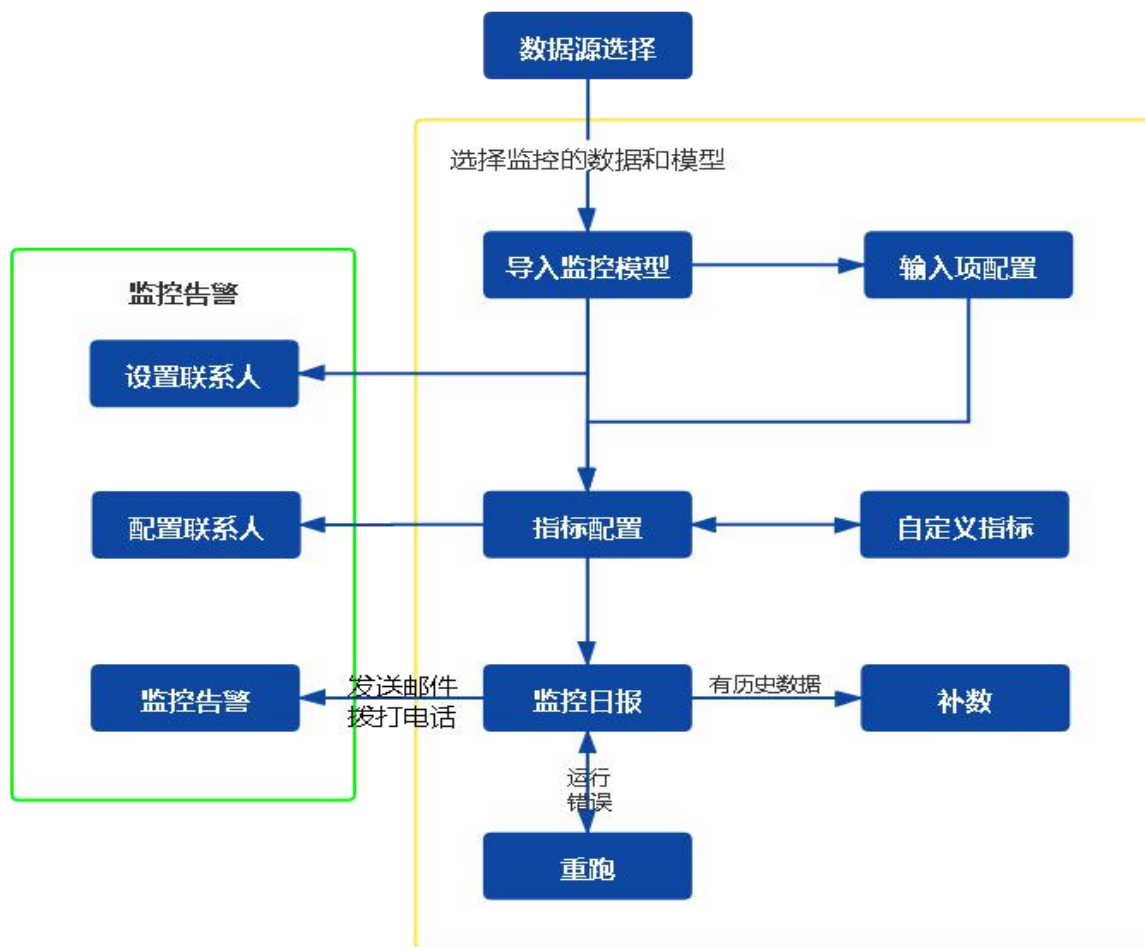 数据源选择
选择监控的数据和模型
导入监控模型
输入项配置
监控告警
设置联系人
配置联系人
指标配置
自定义指标
监控告警
发送邮件
拨打电话
监控日报
有历史数据
补数
运行
错误
重跑